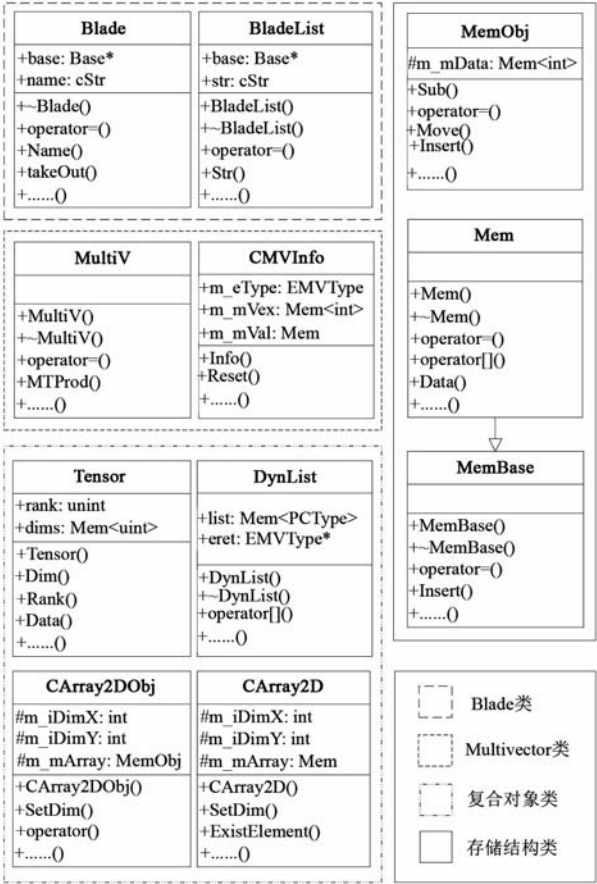 Blade
+base: Base*
+name: cStr
+~Blade()
+operator=()
+Name()
+takeOut()
+......()
BladeList
+base: Base*
+str: cStr
+BladeList()
+~BladeList()
+operator=()
+Str()
+......()
MemObj
#m_mData: Mem<int>
+Sub()
+operator=()
+Move()
+Insert()
+......()
MultiV
+MultiV()
+~MultiV()
+operator=()
+MTProd()
+......()
CMVInfo
+m_eType: EMVType
+m_mVex: Mem<int>
+m_mVal: Mem
+Info()
+Reset()
+......()
Mem
+Mem()
+~Mem()
+operator=()
+operator[]()
+Data()
+......()
MemBase
+MemBase()
+~MemBase()
+operator=()
+Insert()
+......()
Tensor
+rank: unint
+dims: Mem<uint>
+Tensor()
+Dim()
+Rank()
+Data()
+......()
DynList
+list: Mem<PCType>
+eret: EMVType*
+DynList()
+~DynList()
+operator[]()
+......()
CArray2DObj
#m_iDimX: int
#m_iDimY: int
#m_mArray: MemObj
+CArray2DObj()
+SetDim()
+operator()
+......()
CArray2D
#m_iDimX: int
#m_iDimY: int
#m_mArray: Mem
+CArray2D()
+SetDim()
+ExistElement()
+......()
Blade类
Multivector类
复合对象类
存储结构类